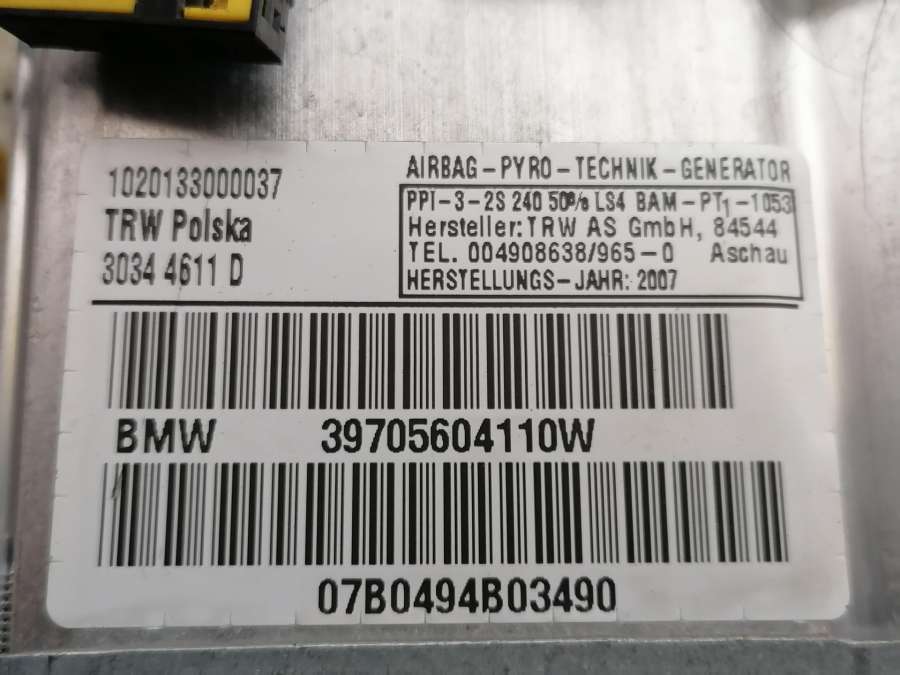 1020133000037
TRW Polska
3034 4611 D
AIRBAG-PYRO-TECHNIK-GENERATOR
PPI-3-2S 240 50% LS4 BAM-PT1-1053
Hersteller: TRW AS GmbH, 84544
TEL. 004908638/965-0 Aschau
HERSTELLUNGS-JAHR: 2007
BMW 39705604110W
07B0494B03490